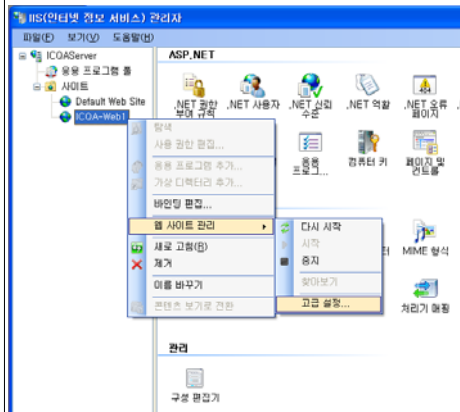 IIS(인터넷 정보 서비스) 관리자
파일(F) 보기(V) 도움말(H)
ICQAServer
응용 프로그램 풀
사이트
Default Web Site
ICQA-Web1
ASP.NET
.NET 권한 부여 규칙
.NET 사용자
.NET 신뢰 수준
.NET 역할
.NET 오류 페이지
응용 프로그...
컴퓨터 키
페이지 및 컨트롤
MIME 형식
처리기 매핑
관리
구성 편집기
탐색
사용 권한 편집...
응용 프로그램 추가...
가상 디렉터리 추가...
바인딩 편집...
웹 사이트 관리
새로 고침(R)
제거
이름 바꾸기
콘텐츠 보기로 전환
다시 시작
시작
중지
찾아보기
고급 설정...